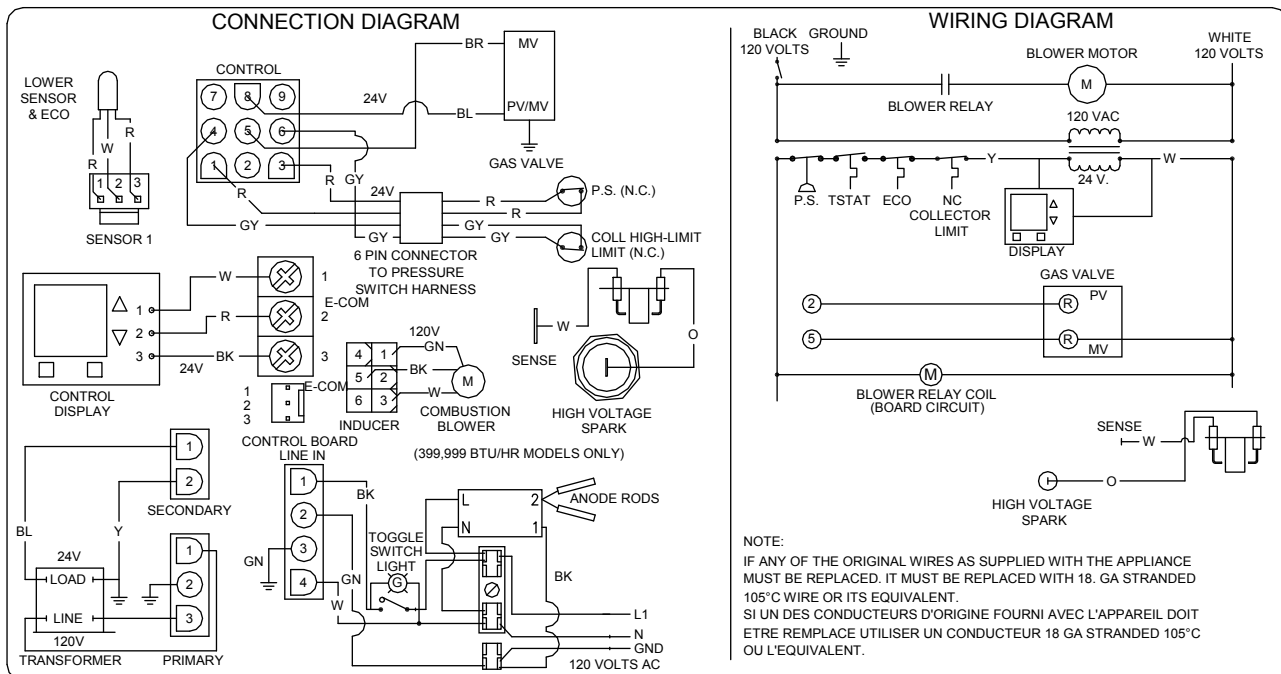 CONNECTION DIAGRAM
LOWER
SENSOR
& ECO
R
W
R
1 2 3
SENSOR 1
CONTROL
7 8 9
4 5 6
1 2 3
24V
BR
BL
MV
PV/MV
GAS VALVE
R
R
GY
GY
24V
GY
R
R
GY
GY
P.S. (N.C.)
COLL HIGH-LIMIT
LIMIT (N.C.)
6 PIN CONNECTOR
TO PRESSURE
SWITCH HARNESS
1
2
3
W
R
BK
24V
CONTROL
DISPLAY
1
E-COM
2
3
E-COM
1
2
3
4 1
5 2
6 3
INDUCER
120V
GN
BK
W
M
COMBUSTION
BLOWER
(399,999 BTU/HR MODELS ONLY)
SENSE
W
O
HIGH VOLTAGE
SPARK
1
2
SECONDARY
BL
Y
24V
LOAD
LINE
120V
TRANSFORMER
1
2
3
PRIMARY
CONTROL BOARD
LINE IN
1
2
3
4
GN
BK
GN
W
TOGGLE
SWITCH
LIGHT
G
L 2
N 1
ANODE RODS
BK
L1
N
GND
120 VOLTS AC
WIRING DIAGRAM
BLACK
120 VOLTS
GROUND
WHITE
120 VOLTS
BLOWER MOTOR
M
BLOWER RELAY
120 VAC
24 V.
Y
W
P.S.
TSTAT
ECO
NC
COLLECTOR
LIMIT
DISPLAY
GAS VALVE
2
R
PV
5
R
MV
M
BLOWER RELAY COIL
(BOARD CIRCUIT)
SENSE
W
O
HIGH VOLTAGE
SPARK
NOTE:
IF ANY OF THE ORIGINAL WIRES AS SUPPLIED WITH THE APPLIANCE
MUST BE REPLACED. IT MUST BE REPLACED WITH 18. GA STRANDED
105°C WIRE OR ITS EQUIVALENT.
SI UN DES CONDUCTEURS D'ORIGINE FOURNI AVEC L'APPAREIL DOIT
ETRE REMPLACE UTILISER UN CONDUCTEUR 18 GA STRANDED 105°C
OU L'EQUIVALENT.